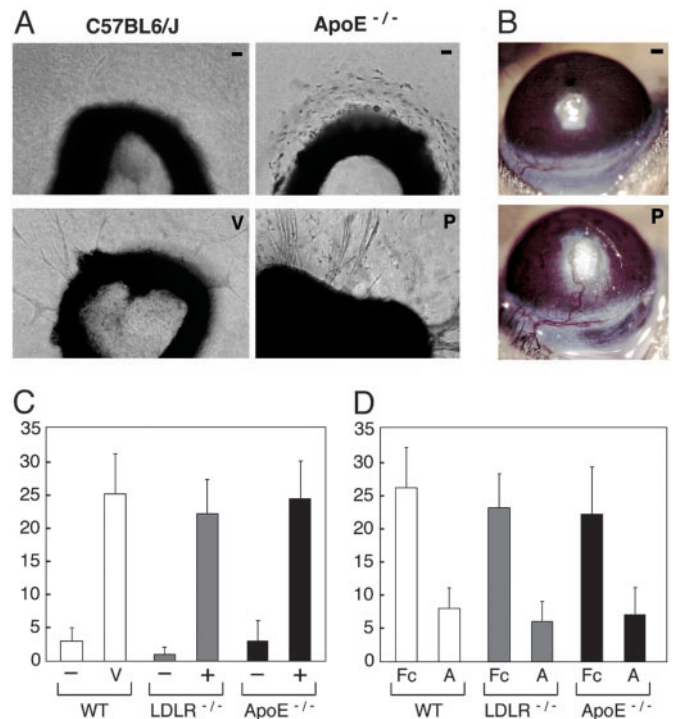 A
C57BL6/J
ApoE -/-
B
V
P
P
C
35
30
25
20
15
10
5
0
– V – + – +
WT LDLR -/- ApoE -/-
D
35
30
25
20
15
10
5
0
Fc A Fc A Fc A
WT LDLR -/- ApoE -/-